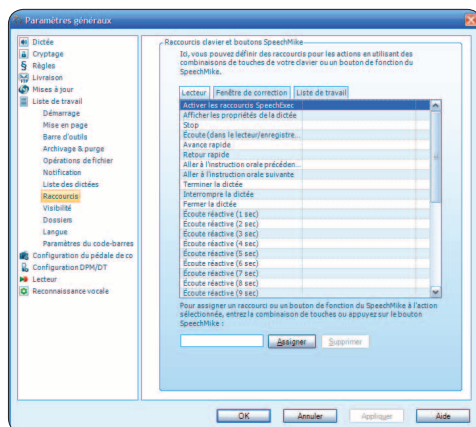 Paramètres généraux
Dictée
Cryptage
Règles
Livraison
Mises à jour
Liste de travail
Démarrage
Mise en page
Barre d'outils
Archivage & purge
Opérations de fichier
Notification
Liste des dictées
Raccourcis
Visibilité
Dossiers
Langue
Paramètres du code-barres
Configuration du pédale de co
Configuration DPM/DT
Lecteur
Reconnaissance vocale
Raccourcis clavier et boutons SpeechMike
Ici, vous pouvez définir des raccourcis pour les actions en utilisant des
combinaisons de touches de votre clavier ou un bouton de fonction du
SpeechMike.
Lecteur Fenêtre de correction Liste de travail
Activer les raccourcis SpeechExec
Afficher les propriétés de la dictée
Stop
Écoute (dans le lecteur/enregistre...
Avance rapide
Retour rapide
Aller à l'instruction orale précéden...
Aller à l'instruction orale suivante
Terminer la dictée
Interrompre la dictée
Fermer la dictée
Écoute réactive (1 sec)
Écoute réactive (2 sec)
Écoute réactive (3 sec)
Écoute réactive (4 sec)
Écoute réactive (5 sec)
Écoute réactive (6 sec)
Écoute réactive (7 sec)
Écoute réactive (8 sec)
Écoute réactive (9 sec)
Pour assigner un raccourci ou un bouton de fonction du SpeechMike à l'action
sélectionnée, entrez la combinaison de touches ou appuyez sur le bouton
SpeechMike :
Assigner Supprimer
OK Annuler Appliquer Aide